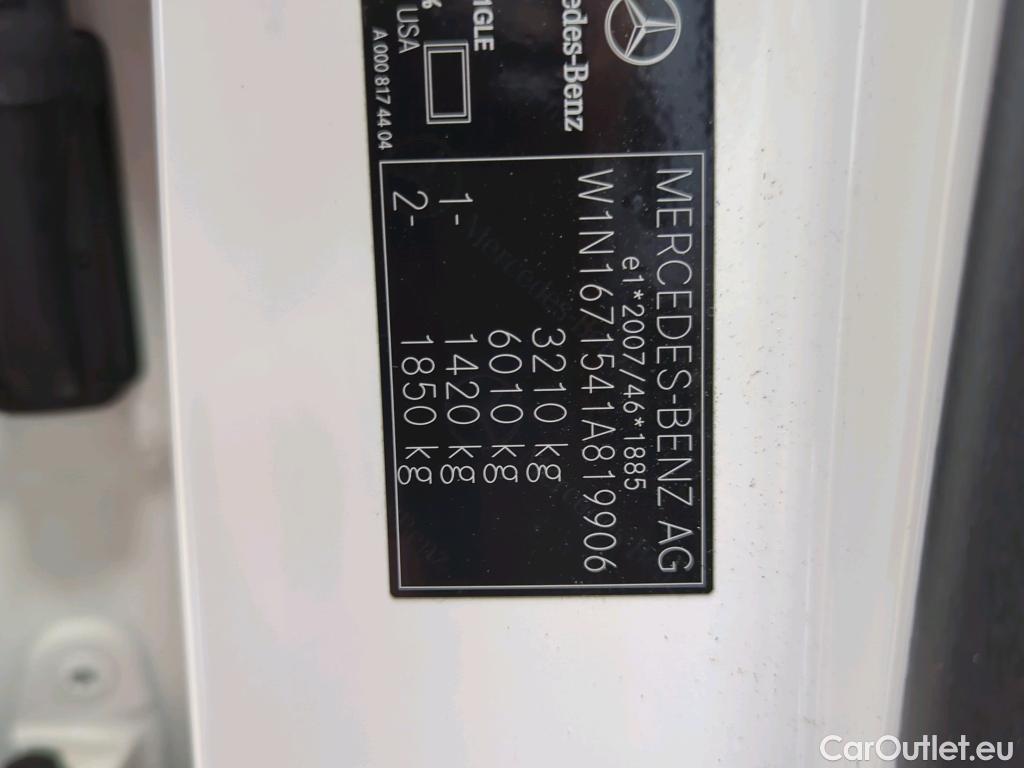 edes-Benz
1GLE
%
USA
A 000 817 44 04
MERCEDES-BENZ AG
e1*2007/46*1885
W1N1671541A819906
3210 kg
6010 kg
1- 1420 kg
2- 1850 kg
CarOutlet.eu